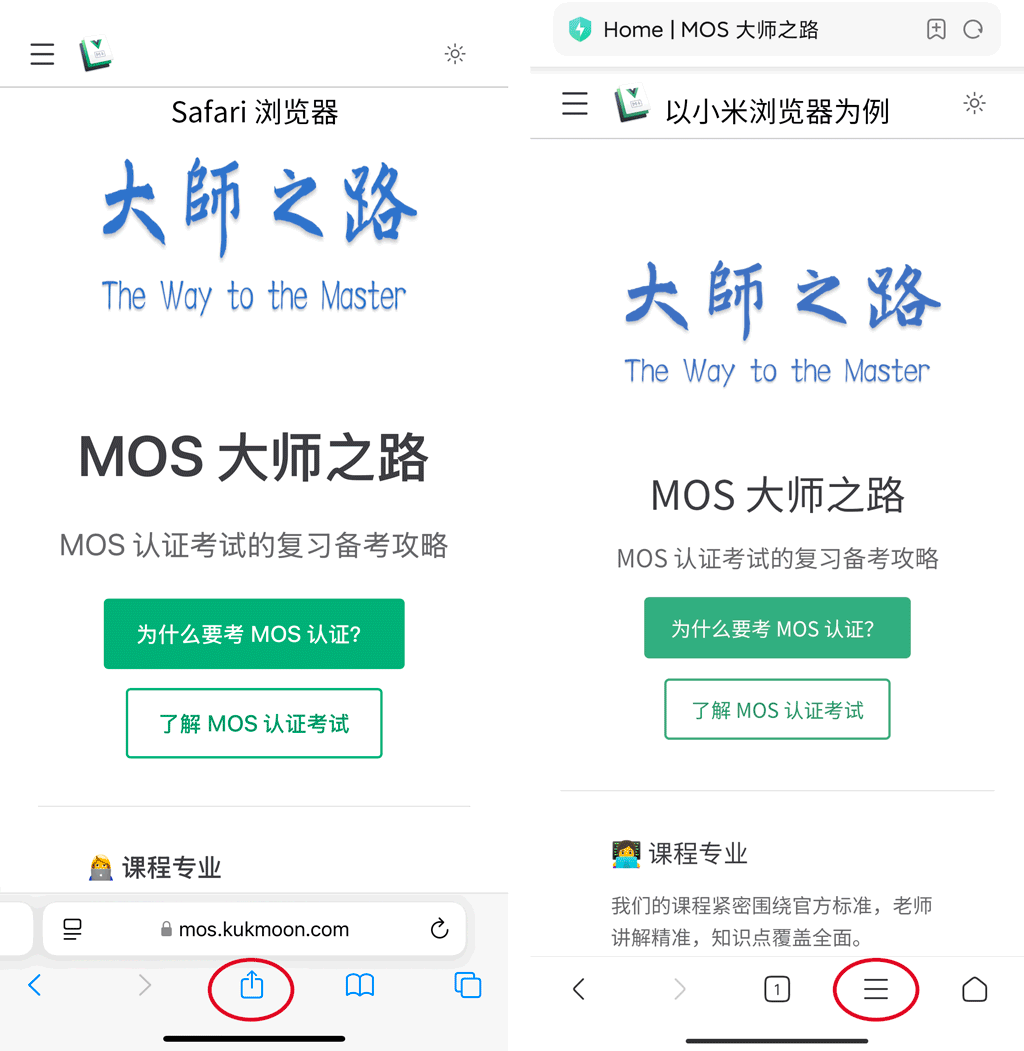 Safari 浏览器
大師之路
The Way to the Master
MOS 大师之路
MOS 认证考试的复习备考攻略
为什么要考 MOS 认证?
了解 MOS 认证考试
课程专业
mos.kukmoon.com
Home | MOS 大师之路
以小米浏览器为例
大師之路
The Way to the Master
MOS 大师之路
MOS 认证考试的复习备考攻略
为什么要考 MOS 认证?
了解 MOS 认证考试
课程专业
我们的课程紧密围绕官方标准，老师
讲解精准，知识点覆盖全面。
1